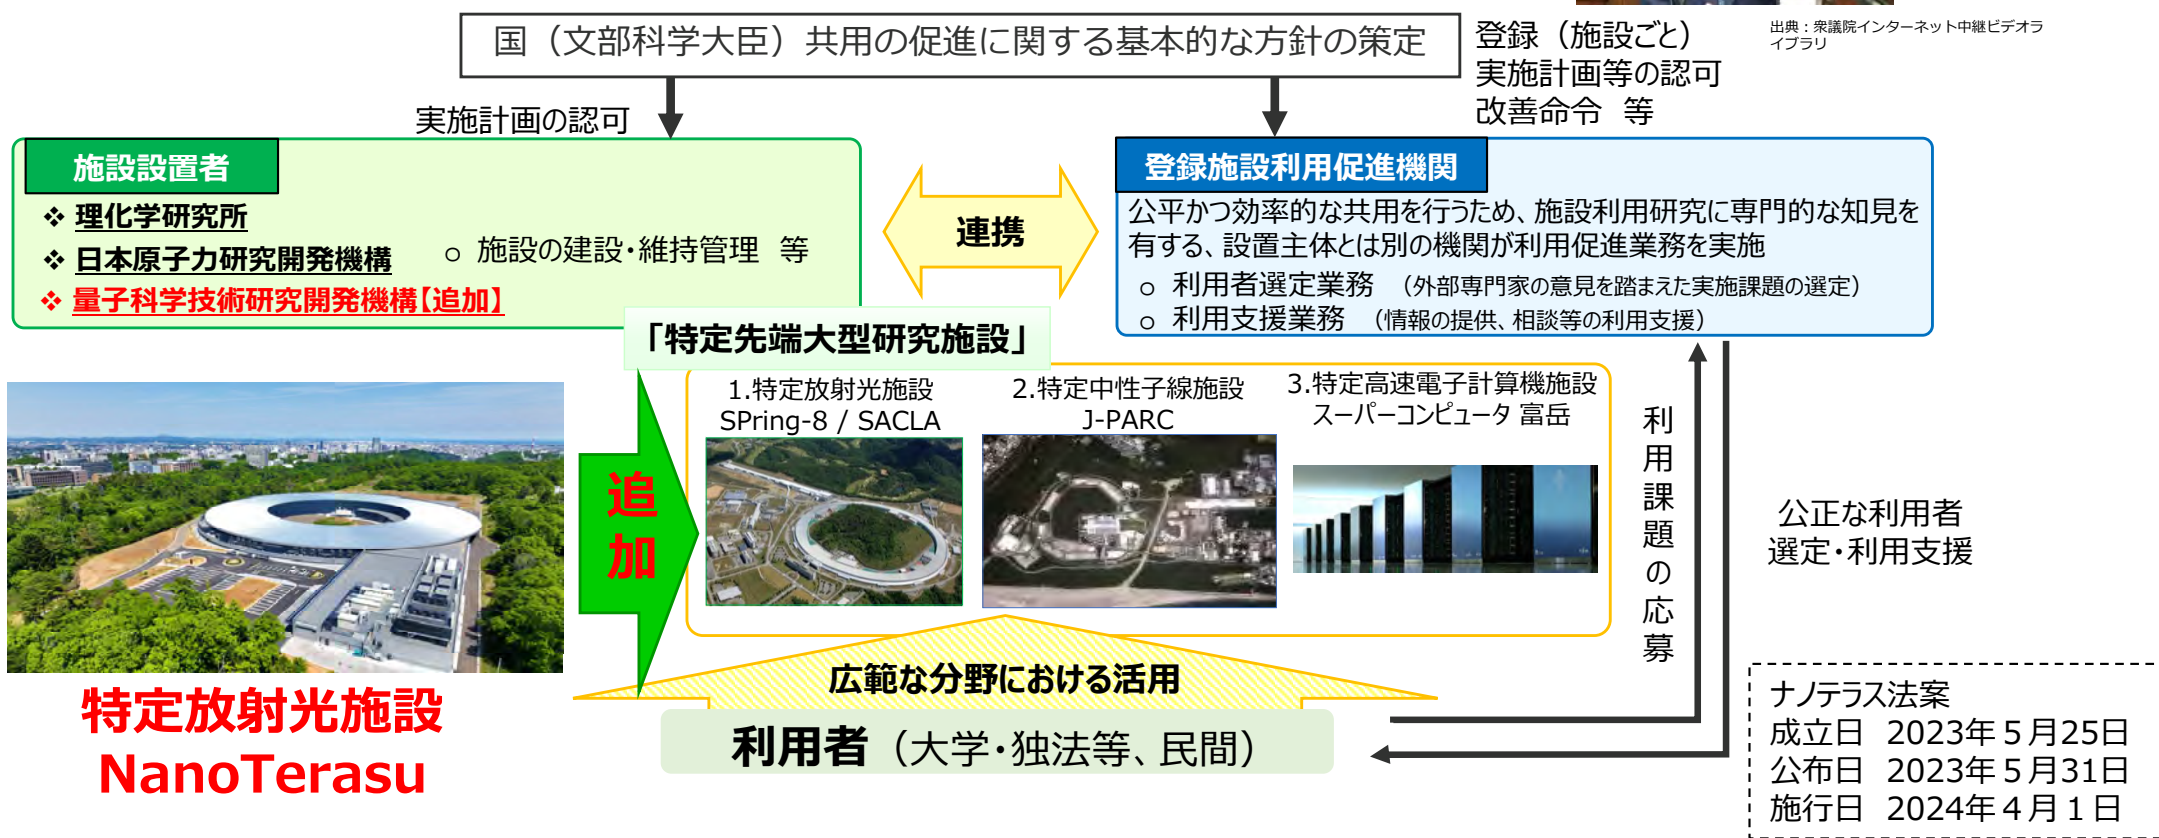 出典：衆議院インターネット中継ビデオラ
イブラリ
国（文部科学大臣）共用の促進に関する基本的な方針の策定
登録（施設ごと）
実施計画等の認可
改善命令　等
実施計画の認可
施設設置者
❖ 理化学研究所
❖ 日本原子力研究開発機構
❖ 量子科学技術研究開発機構【追加】
○ 施設の建設・維持管理　等
連携
登録施設利用促進機関
公平かつ効率的な共用を行うため、施設利用研究に専門的な知見を
有する、設置主体とは別の機関が利用促進業務を実施
○ 利用者選定業務　（外部専門家の意見を踏まえた実施課題の選定）
○ 利用支援業務　（情報の提供、相談等の利用支援）
「特定先端大型研究施設」
1.特定放射光施設
SPring-8 / SACLA
2.特定中性子線施設
J-PARC
3.特定高速電子計算機施設
スーパーコンピュータ 富岳
追加
利用課題の応募
公正な利用者
選定・利用支援
特定放射光施設
NanoTerasu
広範な分野における活用
利用者（大学・独法等、民間）
ナノテラス法案
成立日　2023年５月25日
公布日　2023年５月31日
施行日　2024年４月１日